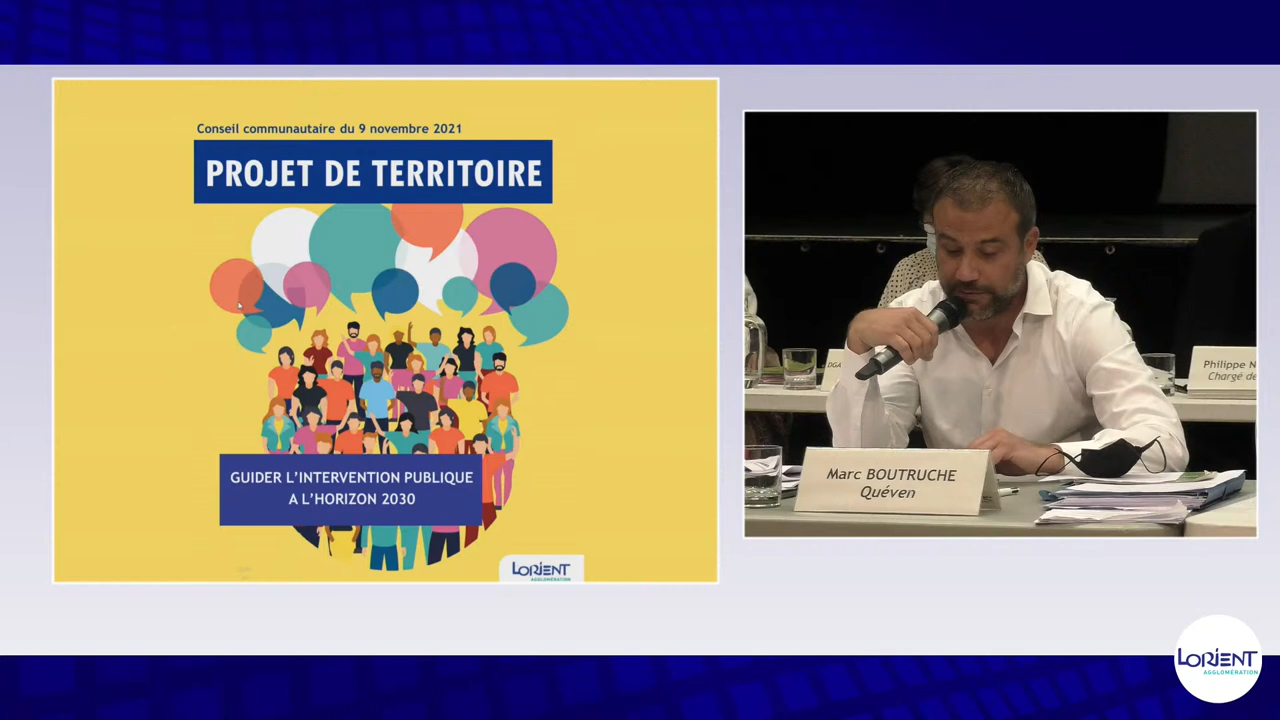 Conseil communautaire du 9 novembre 2021
PROJET DE TERRITOIRE
GUIDER L'INTERVENTION PUBLIQUE
A L'HORIZON 2030
LORIENT
AGGLOMÉRATION
DGA
Philippe N
Chargé de
Marc BOUTRUCHE
Quéven
LORIENT
AGGLOMÉRATION